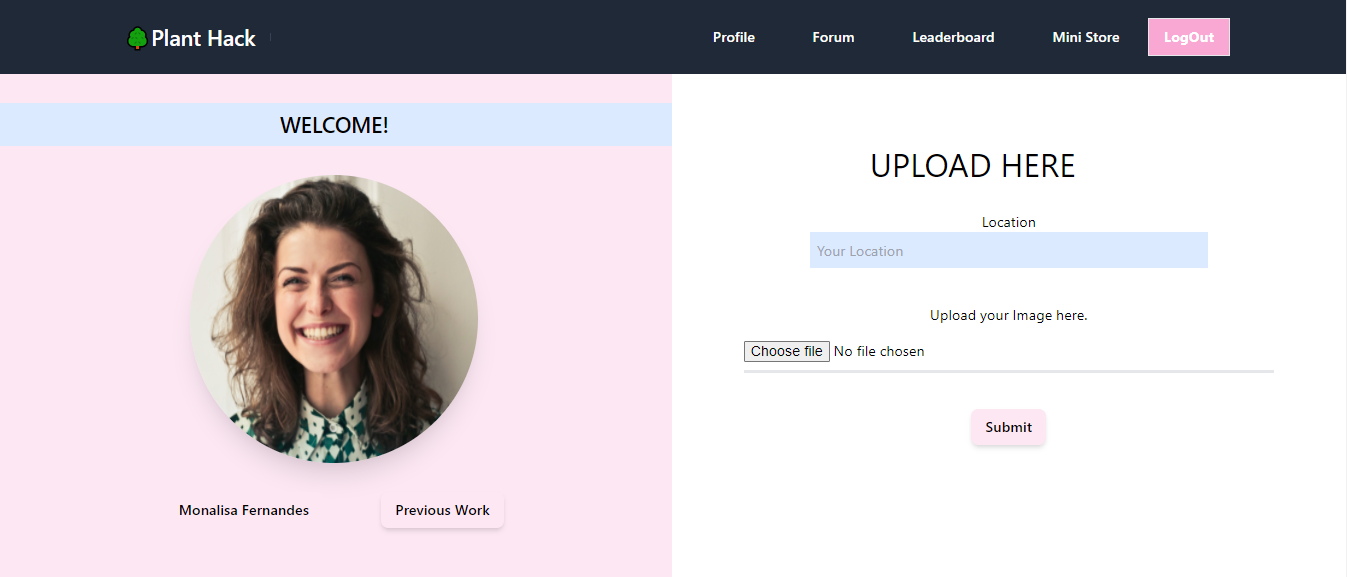 Plant Hack
Profile Forum Leaderboard Mini Store LogOut
WELCOME!
Monalisa Fernandes Previous Work
UPLOAD HERE
Location
Your Location
Upload your Image here.
Choose file No file chosen
Submit